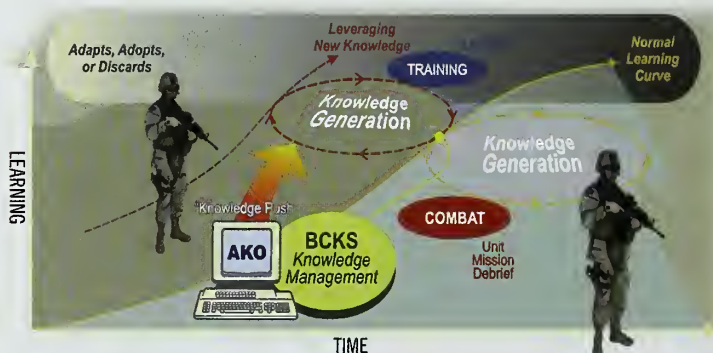 Adapts, Adopts,
or Discards
Leveraging
New Knowledge
TRAINING
Normal
Learning
Curve
Knowledge
Generation
Knowledge
Generation
LEARNING
"Knowledge Push"
AKO
BCKS
Knowledge
Management
COMBAT
Unit
Mission
Debrief
TIME